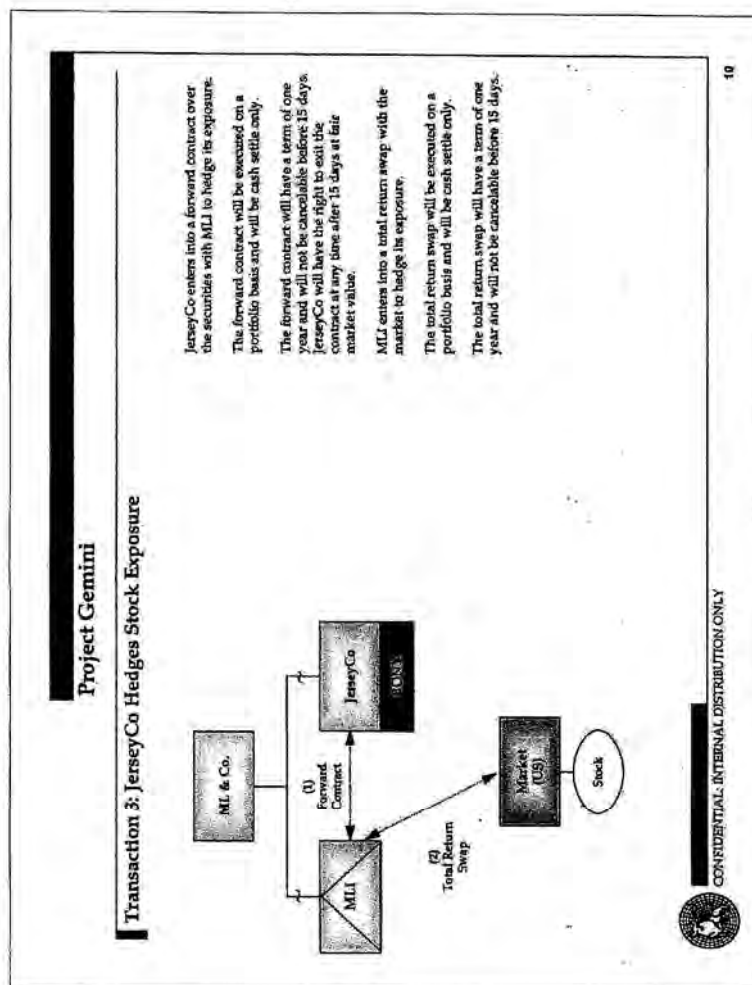 Project Gemini
Transaction 3: JerseyCo Hedges Stock Exposure
ML & Co.
MLI
(1)
Forward
Contract
JerseyCo
BONY
(2)
Total Return
Swap
Market
(US)
Stock
JerseyCo enters into a forward contract over
the securities with MLI to hedge its exposure.
The forward contract will be executed on a
portfolio basis and will be cash settle only.
The forward contract will have a term of one
year and will not be cancelable before 15 days.
JerseyCo will have the right to exit the
contract at any time after 15 days at fair
market value.
MLI enters into a total return swap with the
market to hedge its exposure.
The total return swap will be executed on a
portfolio basis and will be cash settle only.
The total return swap will have a term of one
year and will not be cancelable before 15 days.
CONFIDENTIAL- INTERNAL DISTRIBUTION ONLY
10